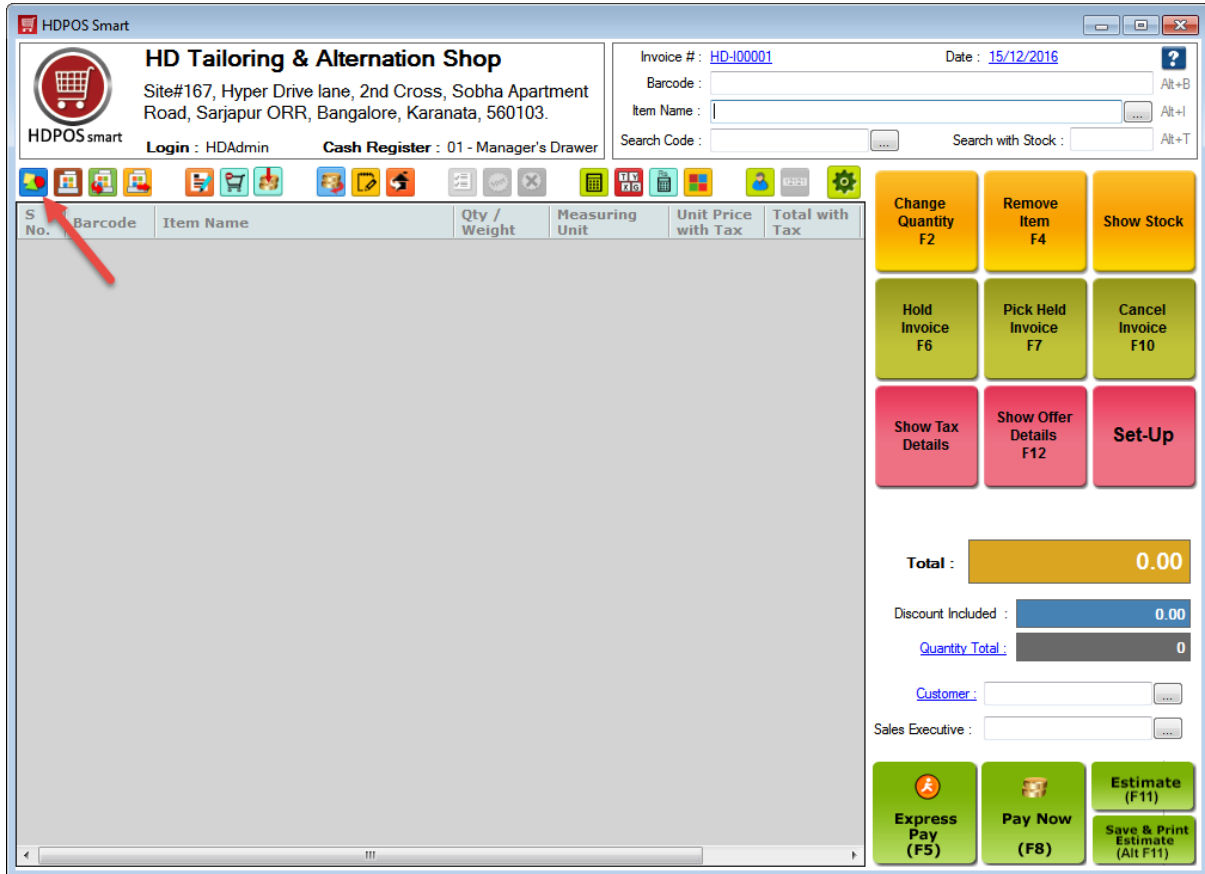 HDPOS Smart
HDPOS smart
HD Tailoring & Alternation Shop
Site#167, Hyper Drive lane, 2nd Cross, Sobha Apartment
Road, Sarjapur ORR, Bangalore, Karanata, 560103.
Login : HDAdmin Cash Register : 01 - Manager's Drawer
Invoice # : HD-I00001 Date : 15/12/2016 ?
Barcode : Alt+B
Item Name : ... Alt+I
Search Code : ... Search with Stock : Alt+T
S No. Barcode Item Name Qty / Weight Measuring Unit Unit Price with Tax Total with Tax
Change Quantity F2
Remove Item F4
Show Stock
Hold Invoice F6
Pick Held Invoice F7
Cancel Invoice F10
Show Tax Details
Show Offer Details F12
Set-Up
Total : 0.00
Discount Included : 0.00
Quantity Total : 0
Customer : ...
Sales Executive : ...
Express Pay (F5)
Pay Now (F8)
Estimate (F11)
Save & Print Estimate (Alt F11)